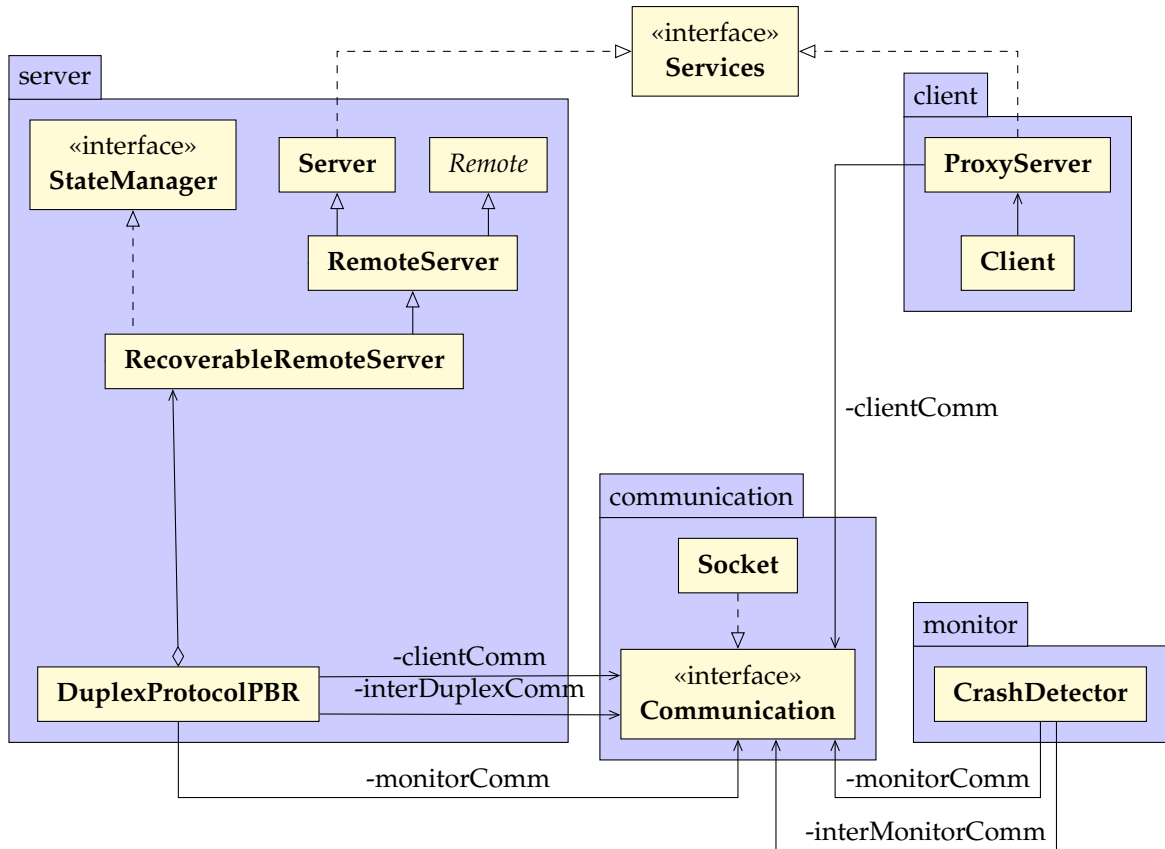 «interface»
Services
server
client
«interface»
StateManager
Server
Remote
ProxyServer
RemoteServer
Client
RecoverableRemoteServer
-clientComm
communication
Socket
monitor
DuplexProtocolPBR
-clientComm
-interDuplexComm
«interface»
Communication
CrashDetector
-monitorComm
-monitorComm
-interMonitorComm